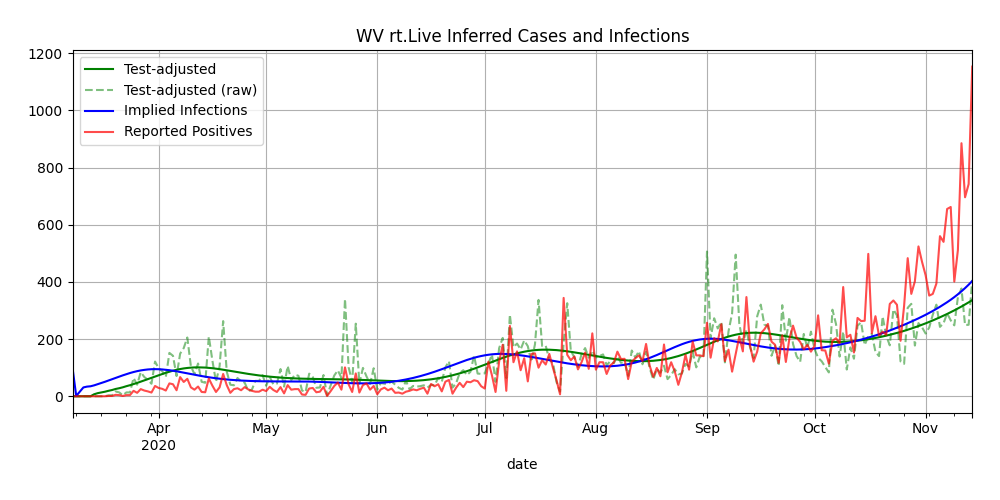 WV rt.Live Inferred Cases and Infections
1200
1000
800
600
400
200
0
Test-adjusted
Test-adjusted (raw)
Implied Infections
Reported Positives
Apr May Jun Jul Aug Sep Oct Nov
2020
date